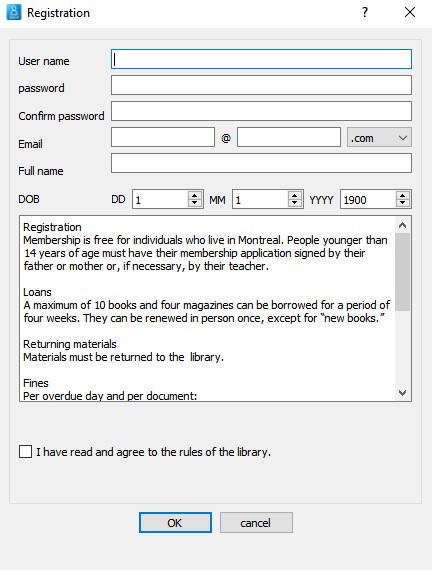 Registration
?
User name
password
Confirm password
Email
@
.com
Full name
DOB DD 1 MM 1 YYYY 1900
Registration
Membership is free for individuals who live in Montreal. People younger than
14 years of age must have their membership application signed by their
father or mother or, if necessary, by their teacher.
Loans
A maximum of 10 books and four magazines can be borrowed for a period of
four weeks. They can be renewed in person once, except for “new books.”
Returning materials
Materials must be returned to the  library.
Fines
Per overdue day and per document:
I have read and agree to the rules of the library.
OK cancel